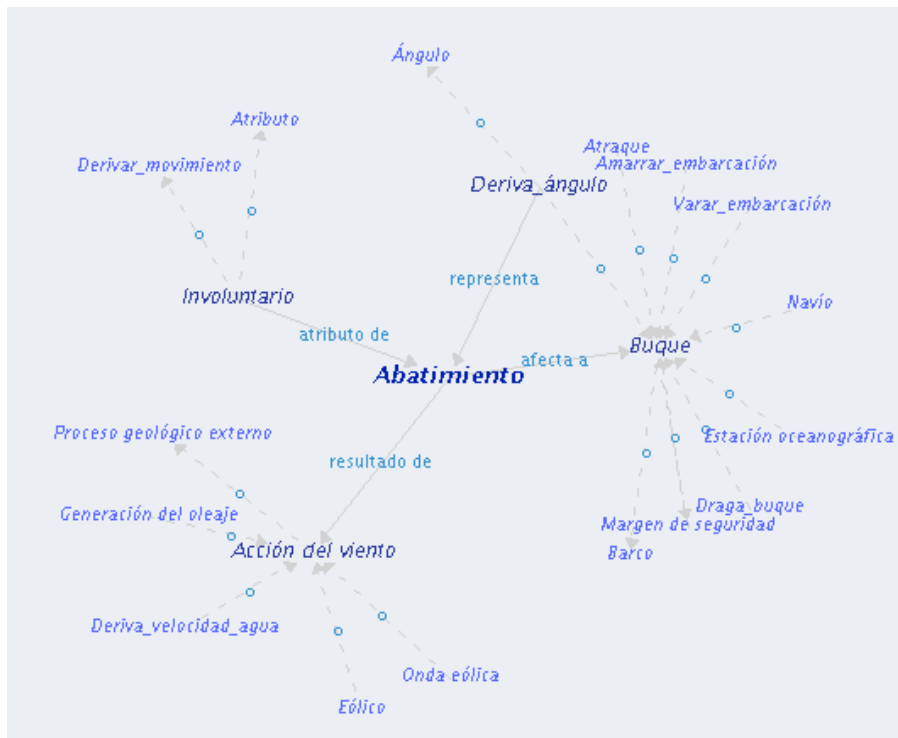 Ángulo
Atributo
Atraque
Derivar_movimiento
Amarrar_embarcación
Deriva_ángulo
Varar_embarcación
representa
Involuntario
Navío
atributo de
Buque
afecta a
Abatimiento
Proceso geológico externo
Estación oceanográfica
resultado de
Draga_buque
Generación del oleaje
Margen de seguridad
Acción del viento
Barco
Deriva_velocidad_agua
Onda eólica
Eólico